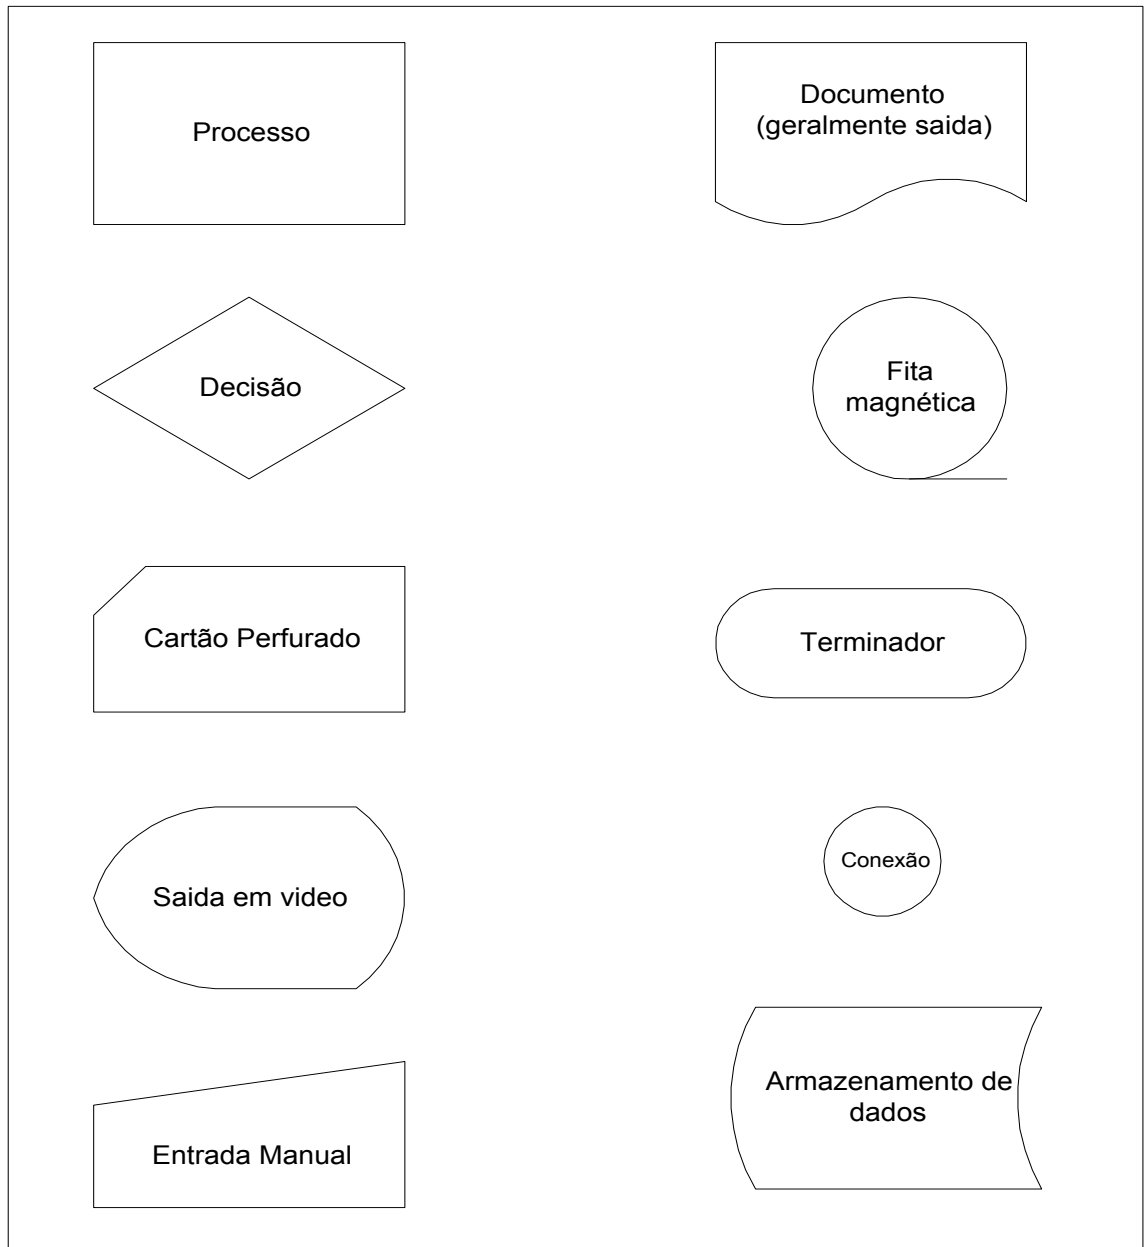 Processo
Documento
(geralmente saida)
Decisão
Fita
magnética
Cartão Perfurado
Terminador
Saida em video
Conexão
Entrada Manual
Armazenamento de
dados